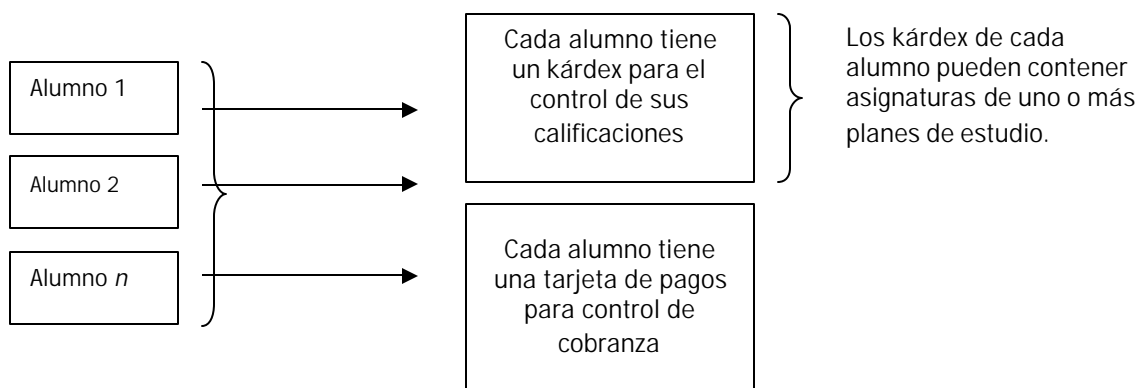 Alumno 1
Alumno 2
Alumno n
Cada alumno tiene
un kárdex para el
control de sus
calificaciones
Cada alumno tiene
una tarjeta de pagos
para control de
cobranza
Los kárdex de cada
alumno pueden contener
asignaturas de uno o más
planes de estudio.